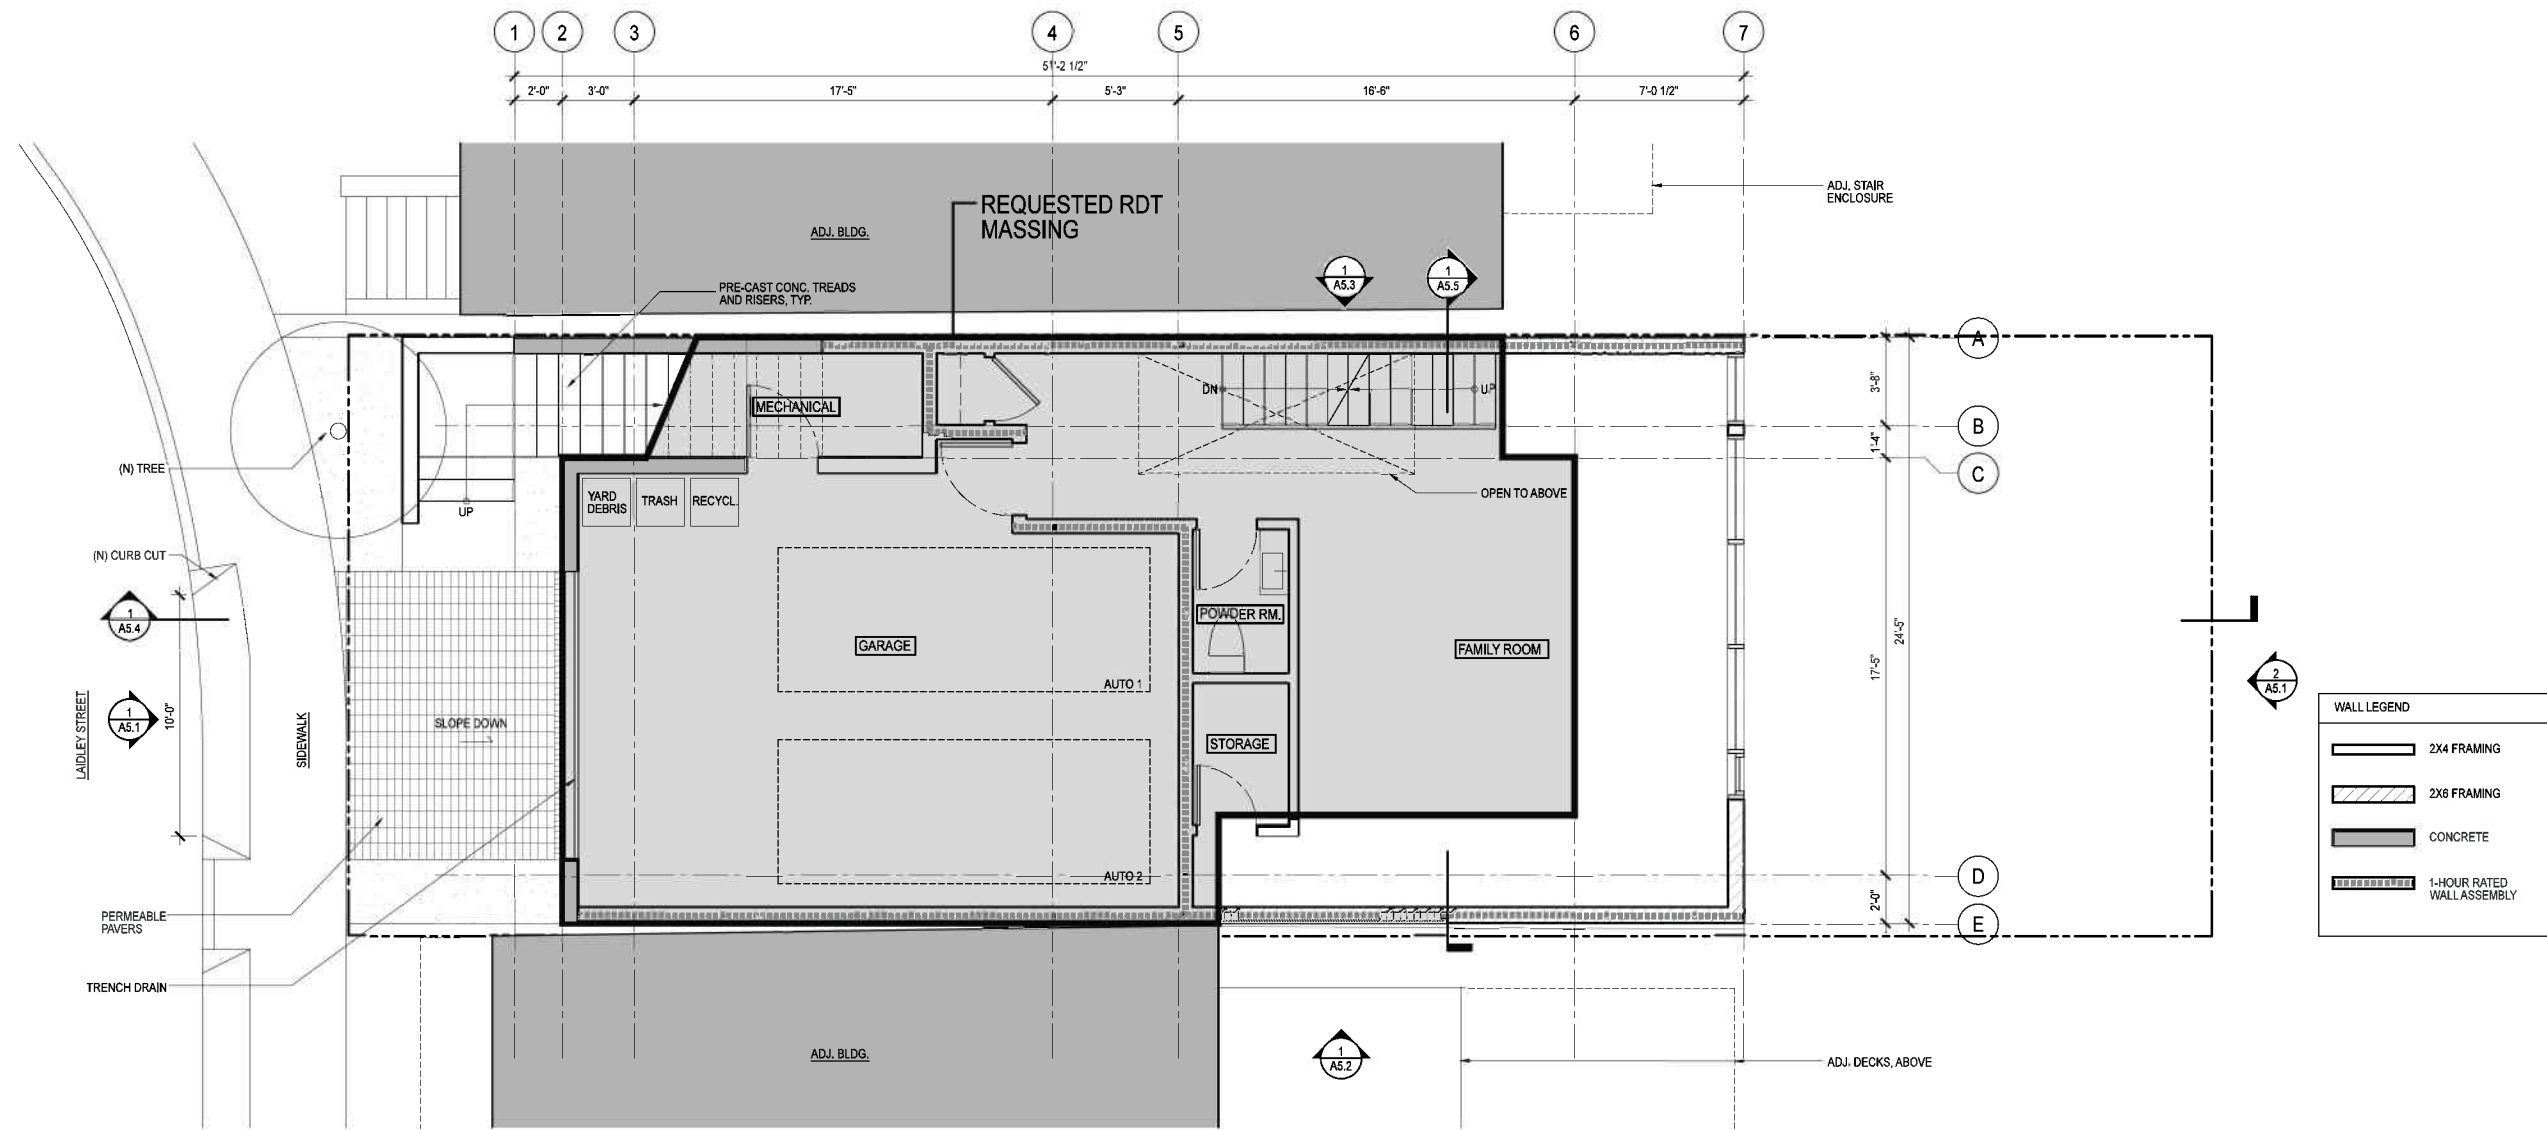 1 2 3 4 5 6 7
51'-2 1/2"
2'-0" 3'-0" 17'-5" 5'-3" 16'-6" 7'-0 1/2"
ADJ. STAIR
ENCLOSURE
REQUESTED RDT
MASSING
ADJ. BLDG.
1
A5.3
1
A5.5
PRE-CAST CONC. TREADS
AND RISERS, TYP.
A
3'-8"
DN
UP
MECHANICAL
B
1'-4"
C
(N) TREE
YARD
DEBRIS
TRASH
RECYCL.
OPEN TO ABOVE
UP
(N) CURB CUT
1
A5.4
POWDER RM.
GARAGE
FAMILY ROOM
24'-5"
17'-5"
AUTO 1
2
A5.1
LAIDLEY STREET
1
A5.1
10'-0"
SIDEWALK
SLOPE DOWN
STORAGE
WALL LEGEND
2X4 FRAMING
2X6 FRAMING
CONCRETE
1-HOUR RATED
WALL ASSEMBLY
AUTO 2
D
2'-0"
E
PERMEABLE
PAVERS
TRENCH DRAIN
ADJ. BLDG.
1
A5.2
ADJ. DECKS, ABOVE